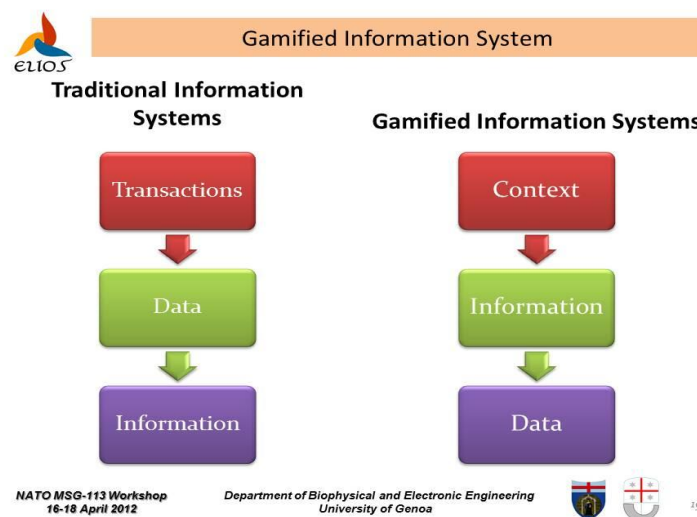 Gamified Information System
ELIOS
Traditional Information
Systems
Gamified Information Systems
Transactions
Data
Information
Context
Information
Data
NATO MSG-113 Workshop
16-18 April 2012
Department of Biophysical and Electronic Engineering
University of Genoa